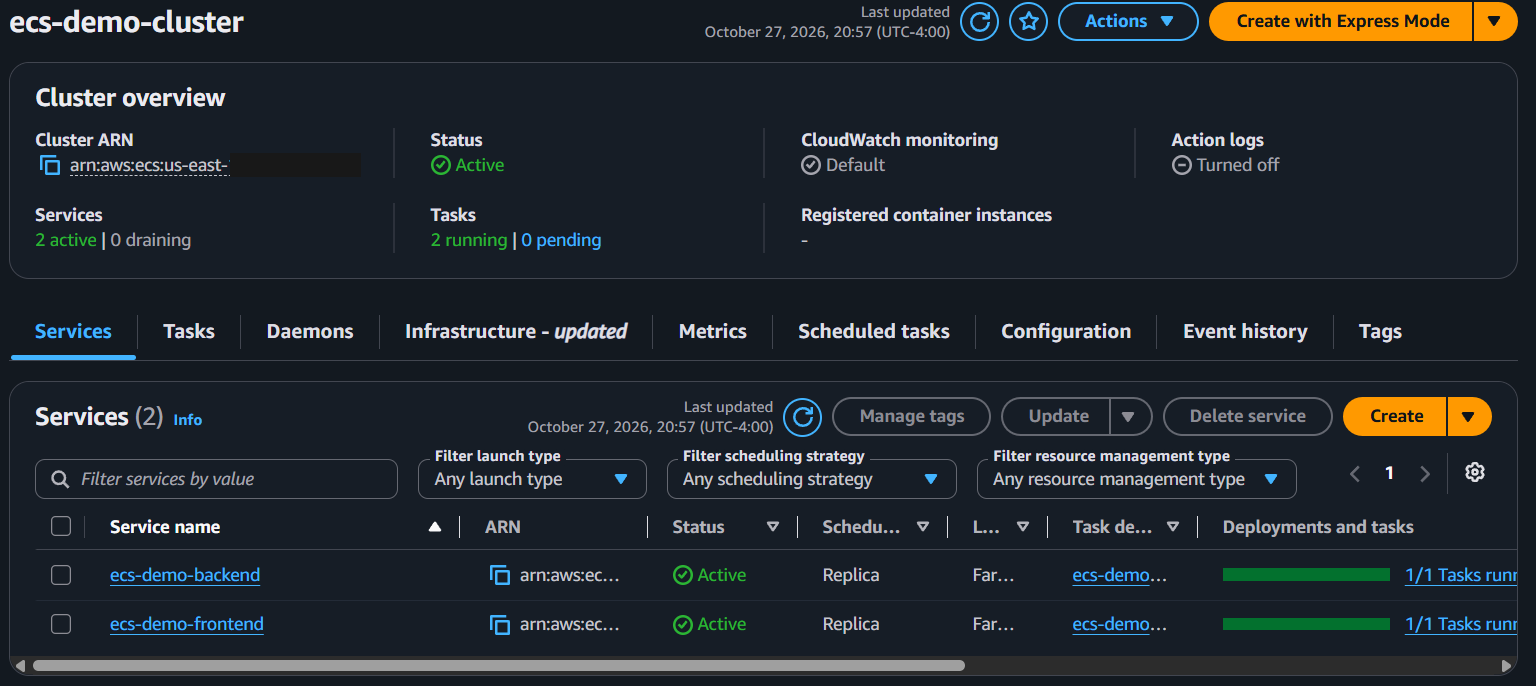 ecs-demo-cluster
Last updated
October 27, 2026, 20:57 (UTC-4:00)
Actions
Create with Express Mode
Cluster overview
Cluster ARN
arn:aws:ecs:us-east-
Status
Active
CloudWatch monitoring
Default
Action logs
Turned off
Services
2 active | 0 draining
Tasks
2 running | 0 pending
Registered container instances
-
Services
Tasks
Daemons
Infrastructure - updated
Metrics
Scheduled tasks
Configuration
Event history
Tags
Services (2) Info
Last updated
October 27, 2026, 20:57 (UTC-4:00)
Manage tags
Update
Delete service
Create
Filter services by value
Filter launch type
Any launch type
Filter scheduling strategy
Any scheduling strategy
Filter resource management type
Any resource management type
1
Service name ARN Status Schedu... L... Task de... Deployments and tasks
ecs-demo-backend arn:aws:ec... Active Replica Far... ecs-demo... 1/1 Tasks runn
ecs-demo-frontend arn:aws:ec... Active Replica Far... ecs-demo... 1/1 Tasks runn